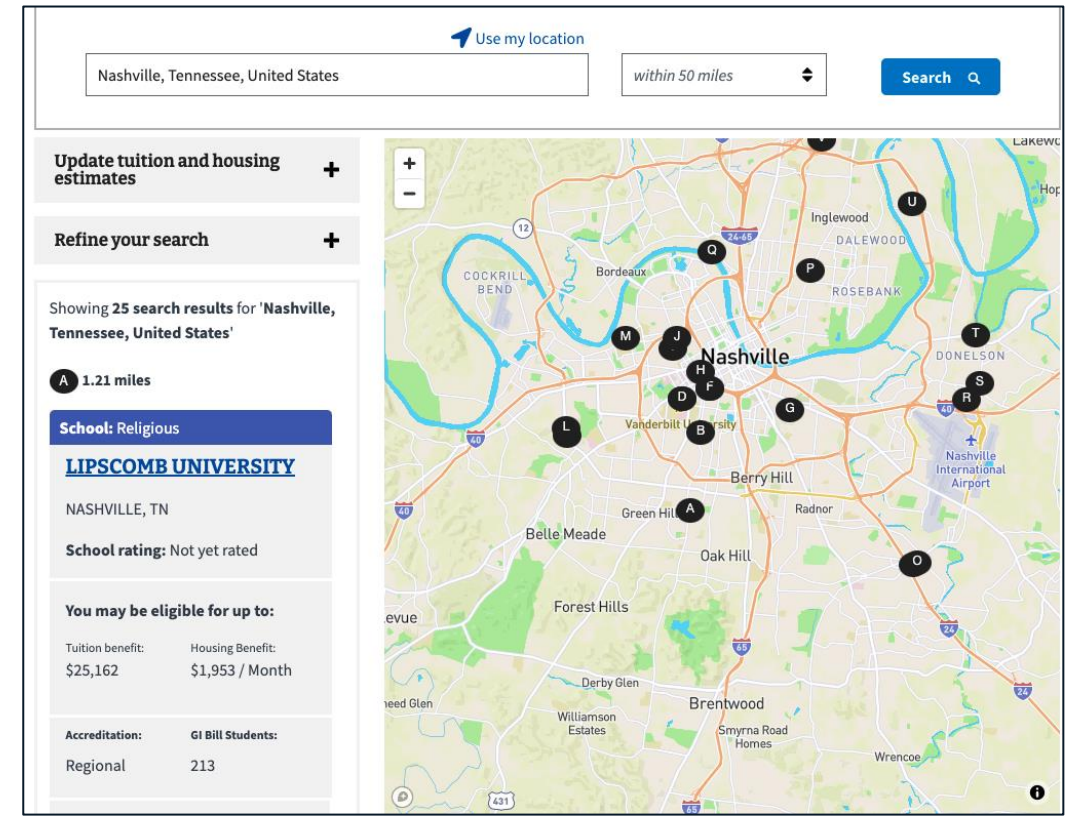 Use my location
Nashville, Tennessee, United States
within 50 miles
Search
Update tuition and housing
estimates
+
Refine your search
+
Showing 25 search results for 'Nashville,
Tennessee, United States'
A 1.21 miles
School: Religious
LIPSCOMB UNIVERSITY
NASHVILLE, TN
School rating: Not yet rated
You may be eligible for up to:
Tuition benefit: Housing Benefit:
$25,162 $1,953 / Month
Accreditation: GI Bill Students:
Regional 213
+
−
Lakewo
Hop
U
Inglewood
12
24-65
DALEWOOD
Q
Bordeaux
P
COCKRILL
BEND
ROSEBANK
M
J
T
Nashville
DONELSON
H
S
F
D
R
G
40
L
Vanderbilt U ersity
B
40
Nashville
International
Airport
Berry Hill
40
Green Hil
A
Radnor
Belle Meade
Oak Hill
O
Forest Hills
evue
24
65
Derby Glen
24
need Glen
Brentwood
Williamson
Estates
Smyrna Road
Homes
Wrencoe
431
65